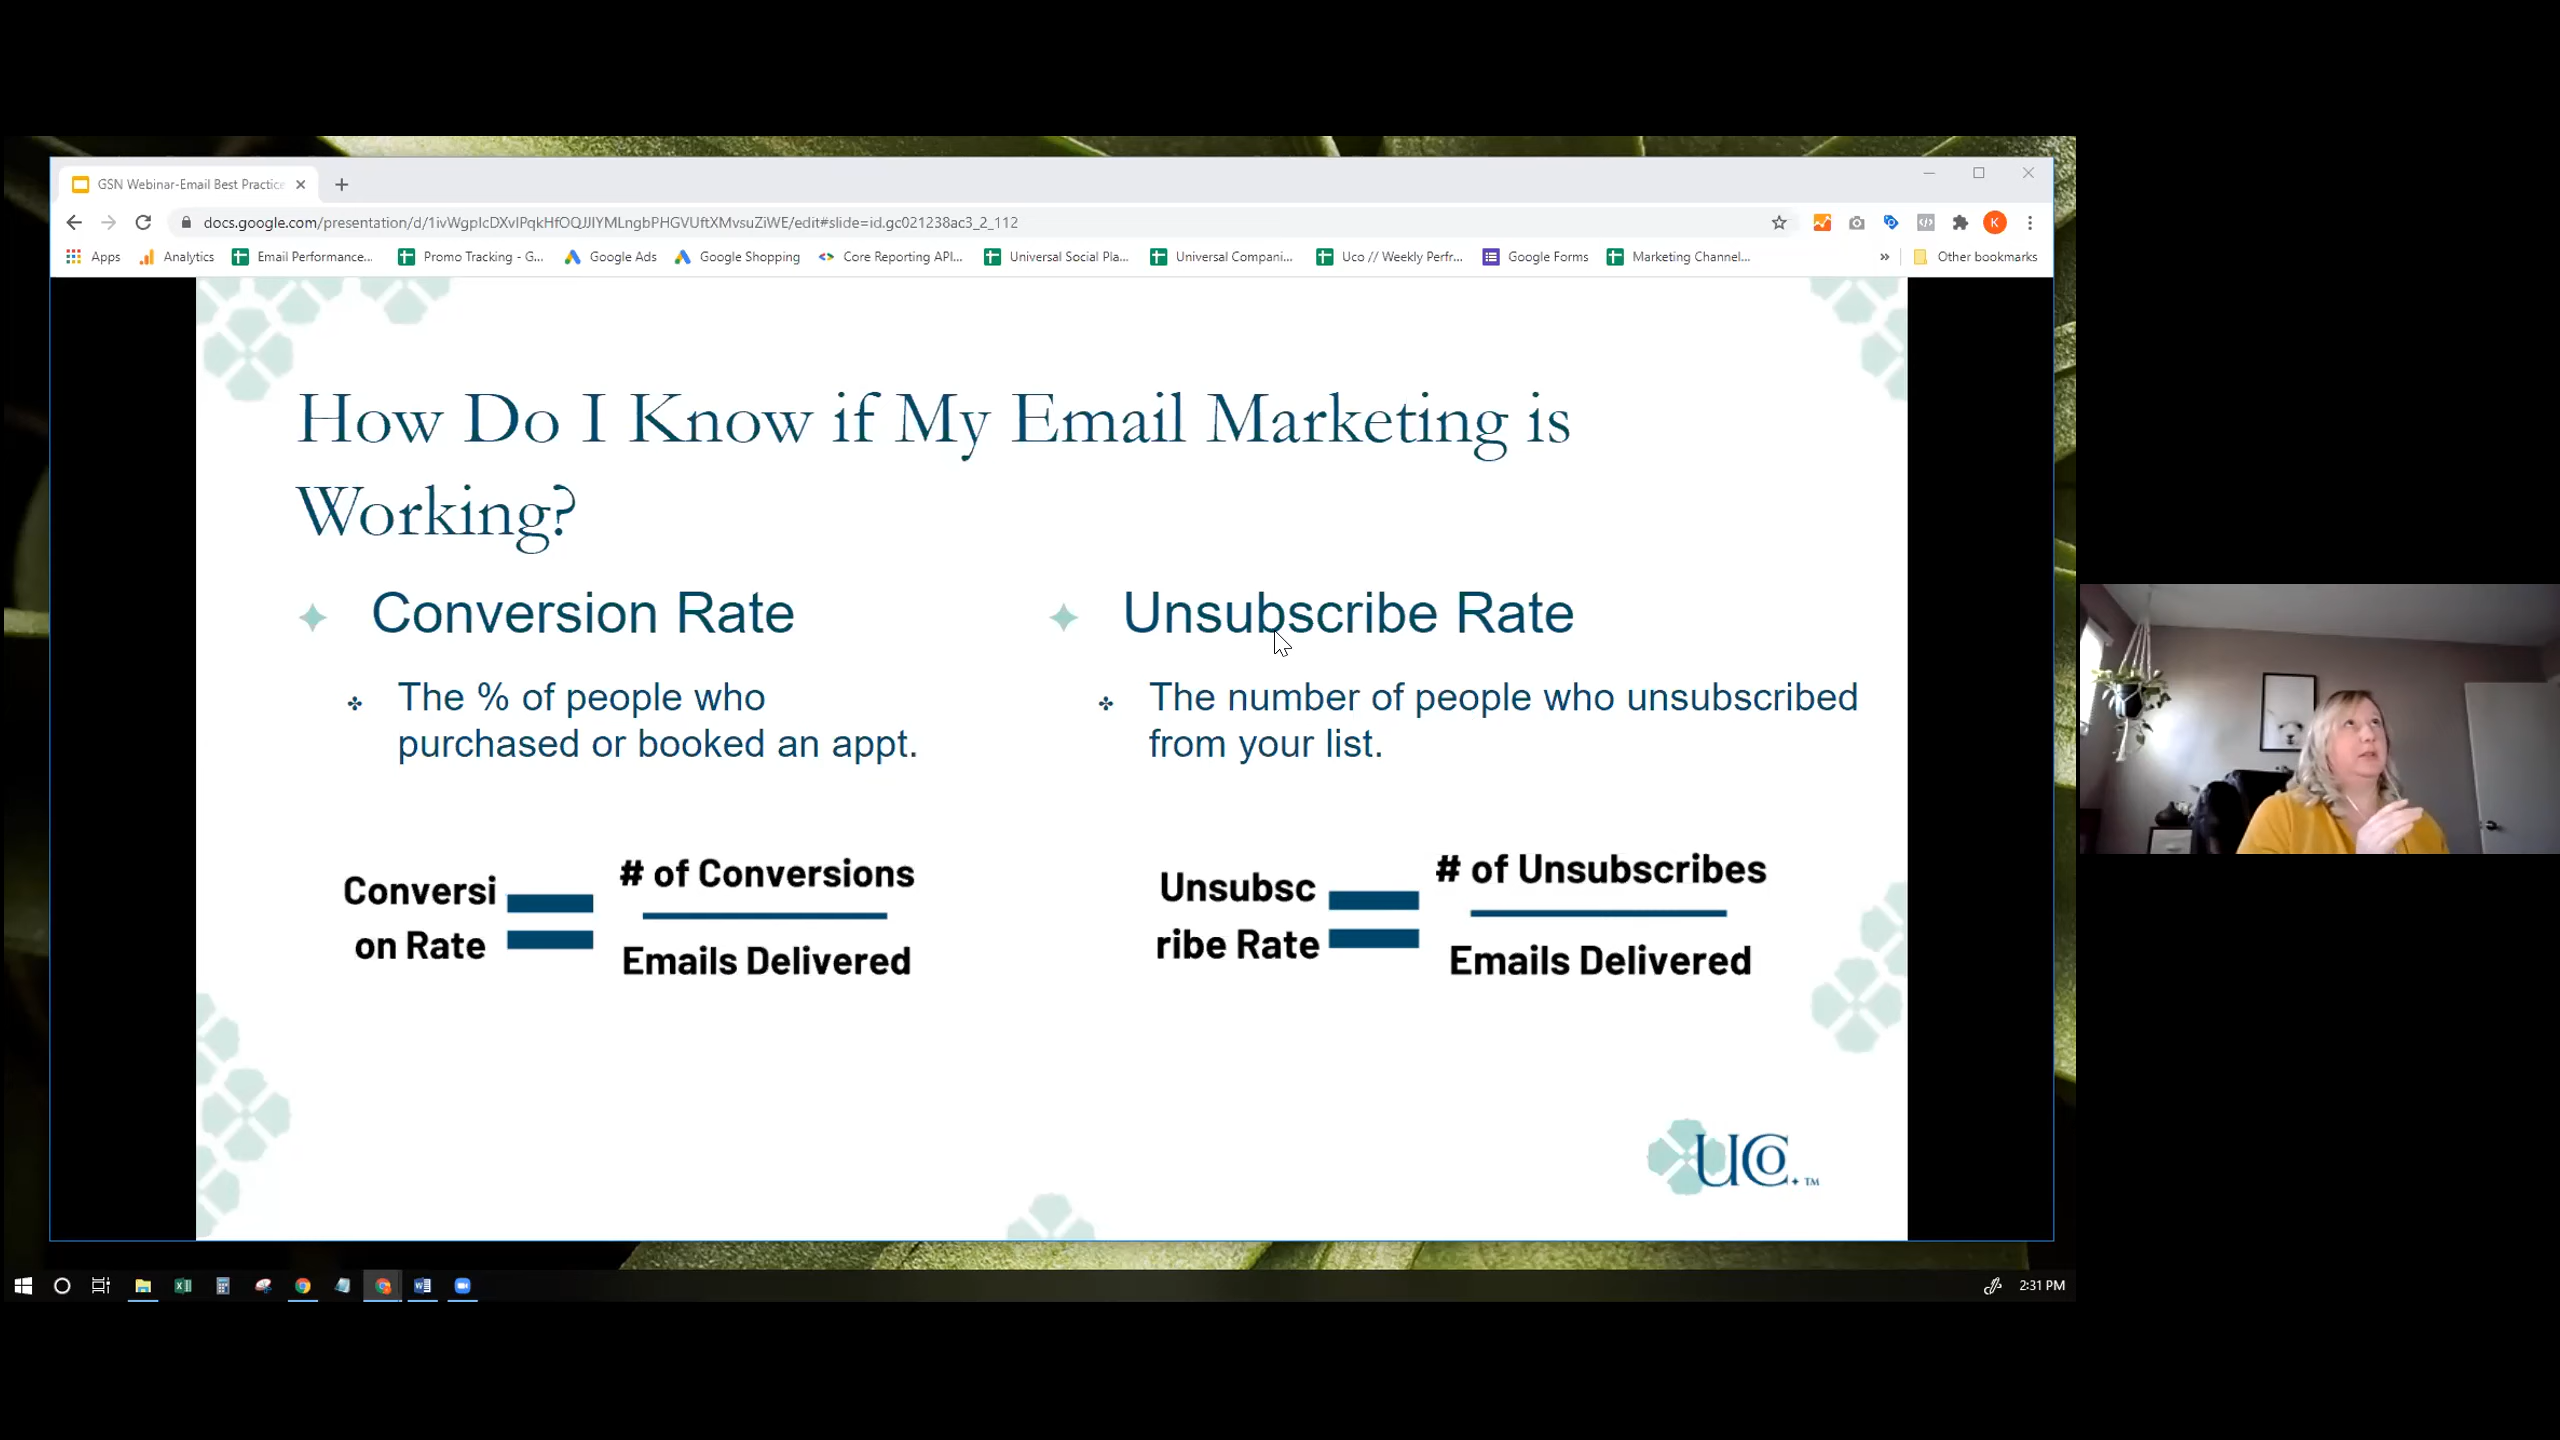 GSN Webinar-Email Best Practice
docs.google.com/presentation/d/1ivWgpIcDXvIPqkHfOQJJIYMLngbPHGVUftXMvsuZiWE/edit#slide=id.gc021238ac3_2_112
K
Apps Analytics Email Performance... Promo Tracking - G... Google Ads Google Shopping Core Reporting API... Universal Social Pla... Universal Compani... Uco // Weekly Perfr... Google Forms Marketing Channel... » Other bookmarks
How Do I Know if My Email Marketing is
Working?
Conversion Rate
The % of people who
purchased or booked an appt.
Conversi
on Rate
# of Conversions
Emails Delivered
Unsubscribe Rate
The number of people who unsubscribed
from your list.
Unsubsc
ribe Rate
# of Unsubscribes
Emails Delivered
UCo.™
2:31 PM